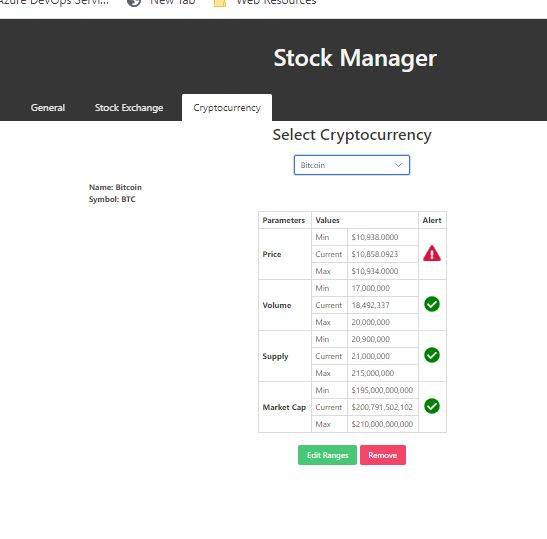 Azure DevOps Servi... New Tab Web Resources
Stock Manager
General Stock Exchange Cryptocurrency
Select Cryptocurrency
Bitcoin
Name: Bitcoin
Symbol: BTC
Parameters Values Alert
Min $10,938.0000
Price Current $10,858.0923
Max $10,934.0000
Min 17,000,000
Volume Current 18,492,337
Max 20,000,000
Min 20,900,000
Supply Current 21,000,000
Max 215,000,000
Min $195,000,000,000
Market Cap Current $200,791,502,102
Max $210,000,000,000
Edit Ranges Remove